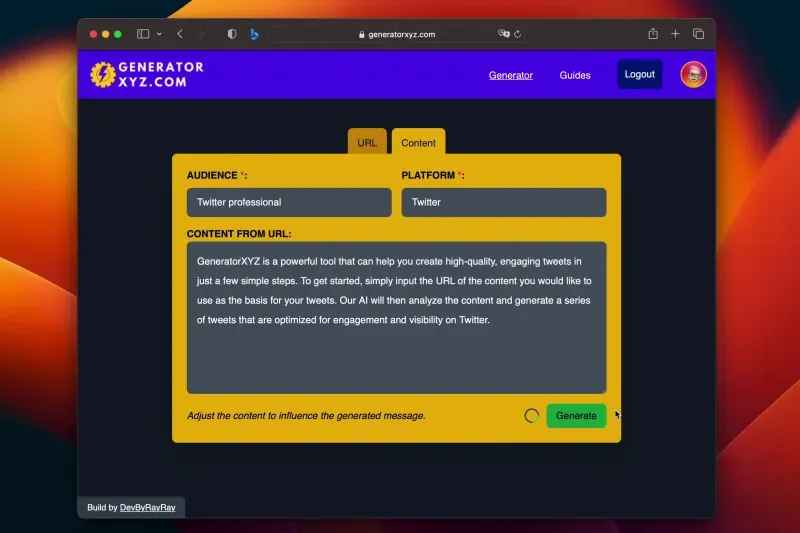 generatorxyz.com
GENERATOR
XYZ.COM
Generator
Guides
Logout
URL
Content
AUDIENCE *:
PLATFORM *:
Twitter professional
Twitter
CONTENT FROM URL:
GeneratorXYZ is a powerful tool that can help you create high-quality, engaging tweets in
just a few simple steps. To get started, simply input the URL of the content you would like to
use as the basis for your tweets. Our AI will then analyze the content and generate a series
of tweets that are optimized for engagement and visibility on Twitter.
Adjust the content to influence the generated message.
Generate
Build by DevByRayRay